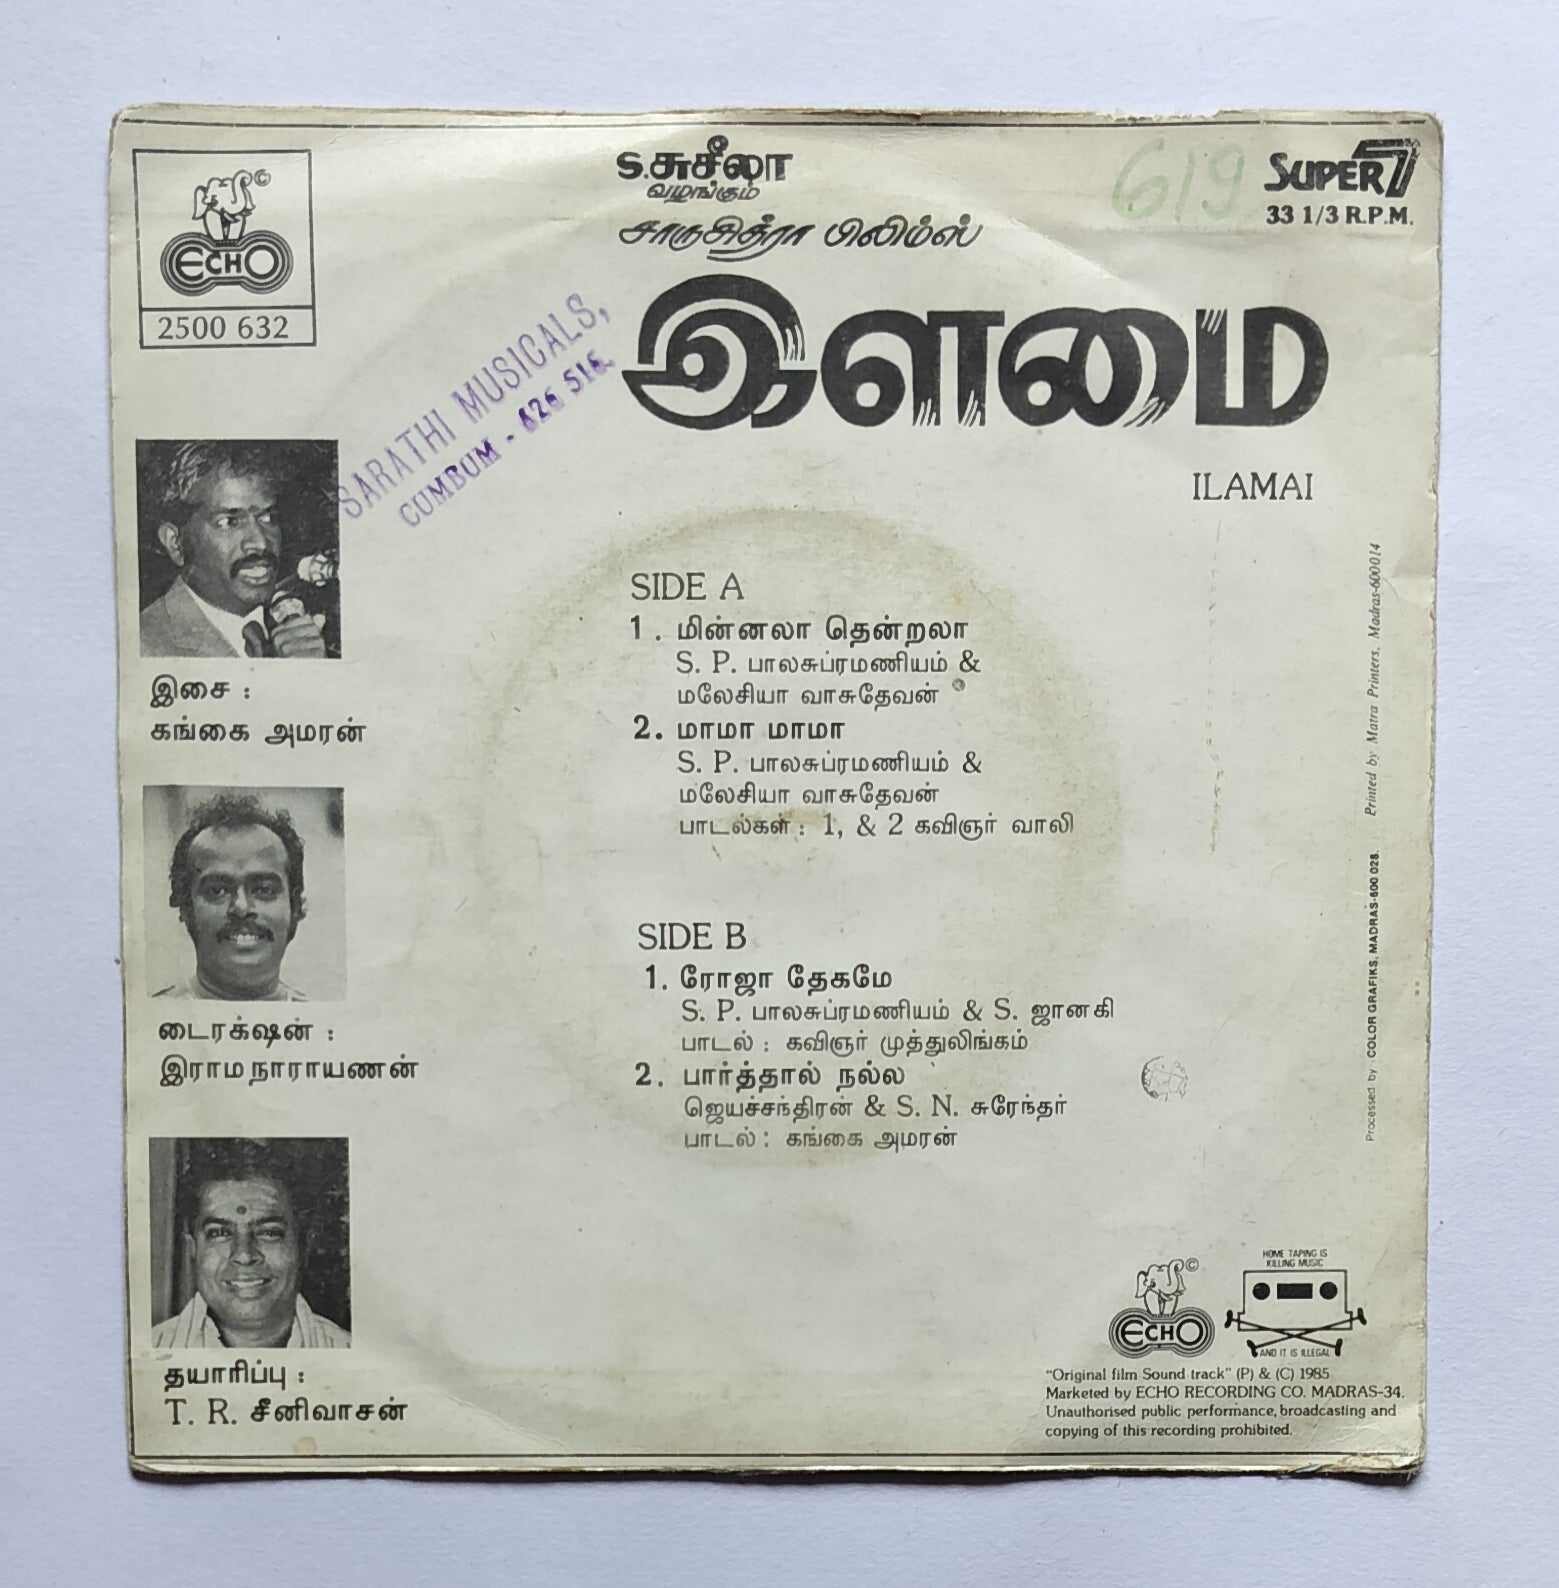 ECHO
2500 632
S.சுசீலா
வழங்கும்
சாருசித்ரா பிலிம்ஸ்
இளமை
ILAMAI
619
SUPER 7
33 1/3 R.P.M.
SARATHI MUSICALS,
CUMBUM - 626 516.
இசை :
கங்கை அமரன்
டைரக்ஷன் :
இராமநாராயணன்
தயாரிப்பு :
T. R. சீனிவாசன்
SIDE A
1. மின்னலா தென்றலா
S. P. பாலசுப்ரமணியம் &
மலேசியா வாசுதேவன்
2. மாமா மாமா
S. P. பாலசுப்ரமணியம் &
மலேசியா வாசுதேவன்
பாடல்கள் : 1, & 2 கவிஞர் வாலி
SIDE B
1. ரோஜா தேகமே
S. P. பாலசுப்ரமணியம் & S. ஜானகி
பாடல் : கவிஞர் முத்துலிங்கம்
2. பார்த்தால் நல்ல
ஜெயச்சந்திரன் & S. N. சுரேந்தர்
பாடல் : கங்கை அமரன்
Processed by COLOR GRAFIKS, MADRAS-600 028. Printed by Matra Printers, Madras-600014
ECHO
HOME TAPING IS
KILLING MUSIC
AND IT IS ILLEGAL
"Original film Sound track" (P) & (C) 1985
Marketed by ECHO RECORDING CO. MADRAS-34.
Unauthorised public performance, broadcasting and
copying of this recording prohibited.